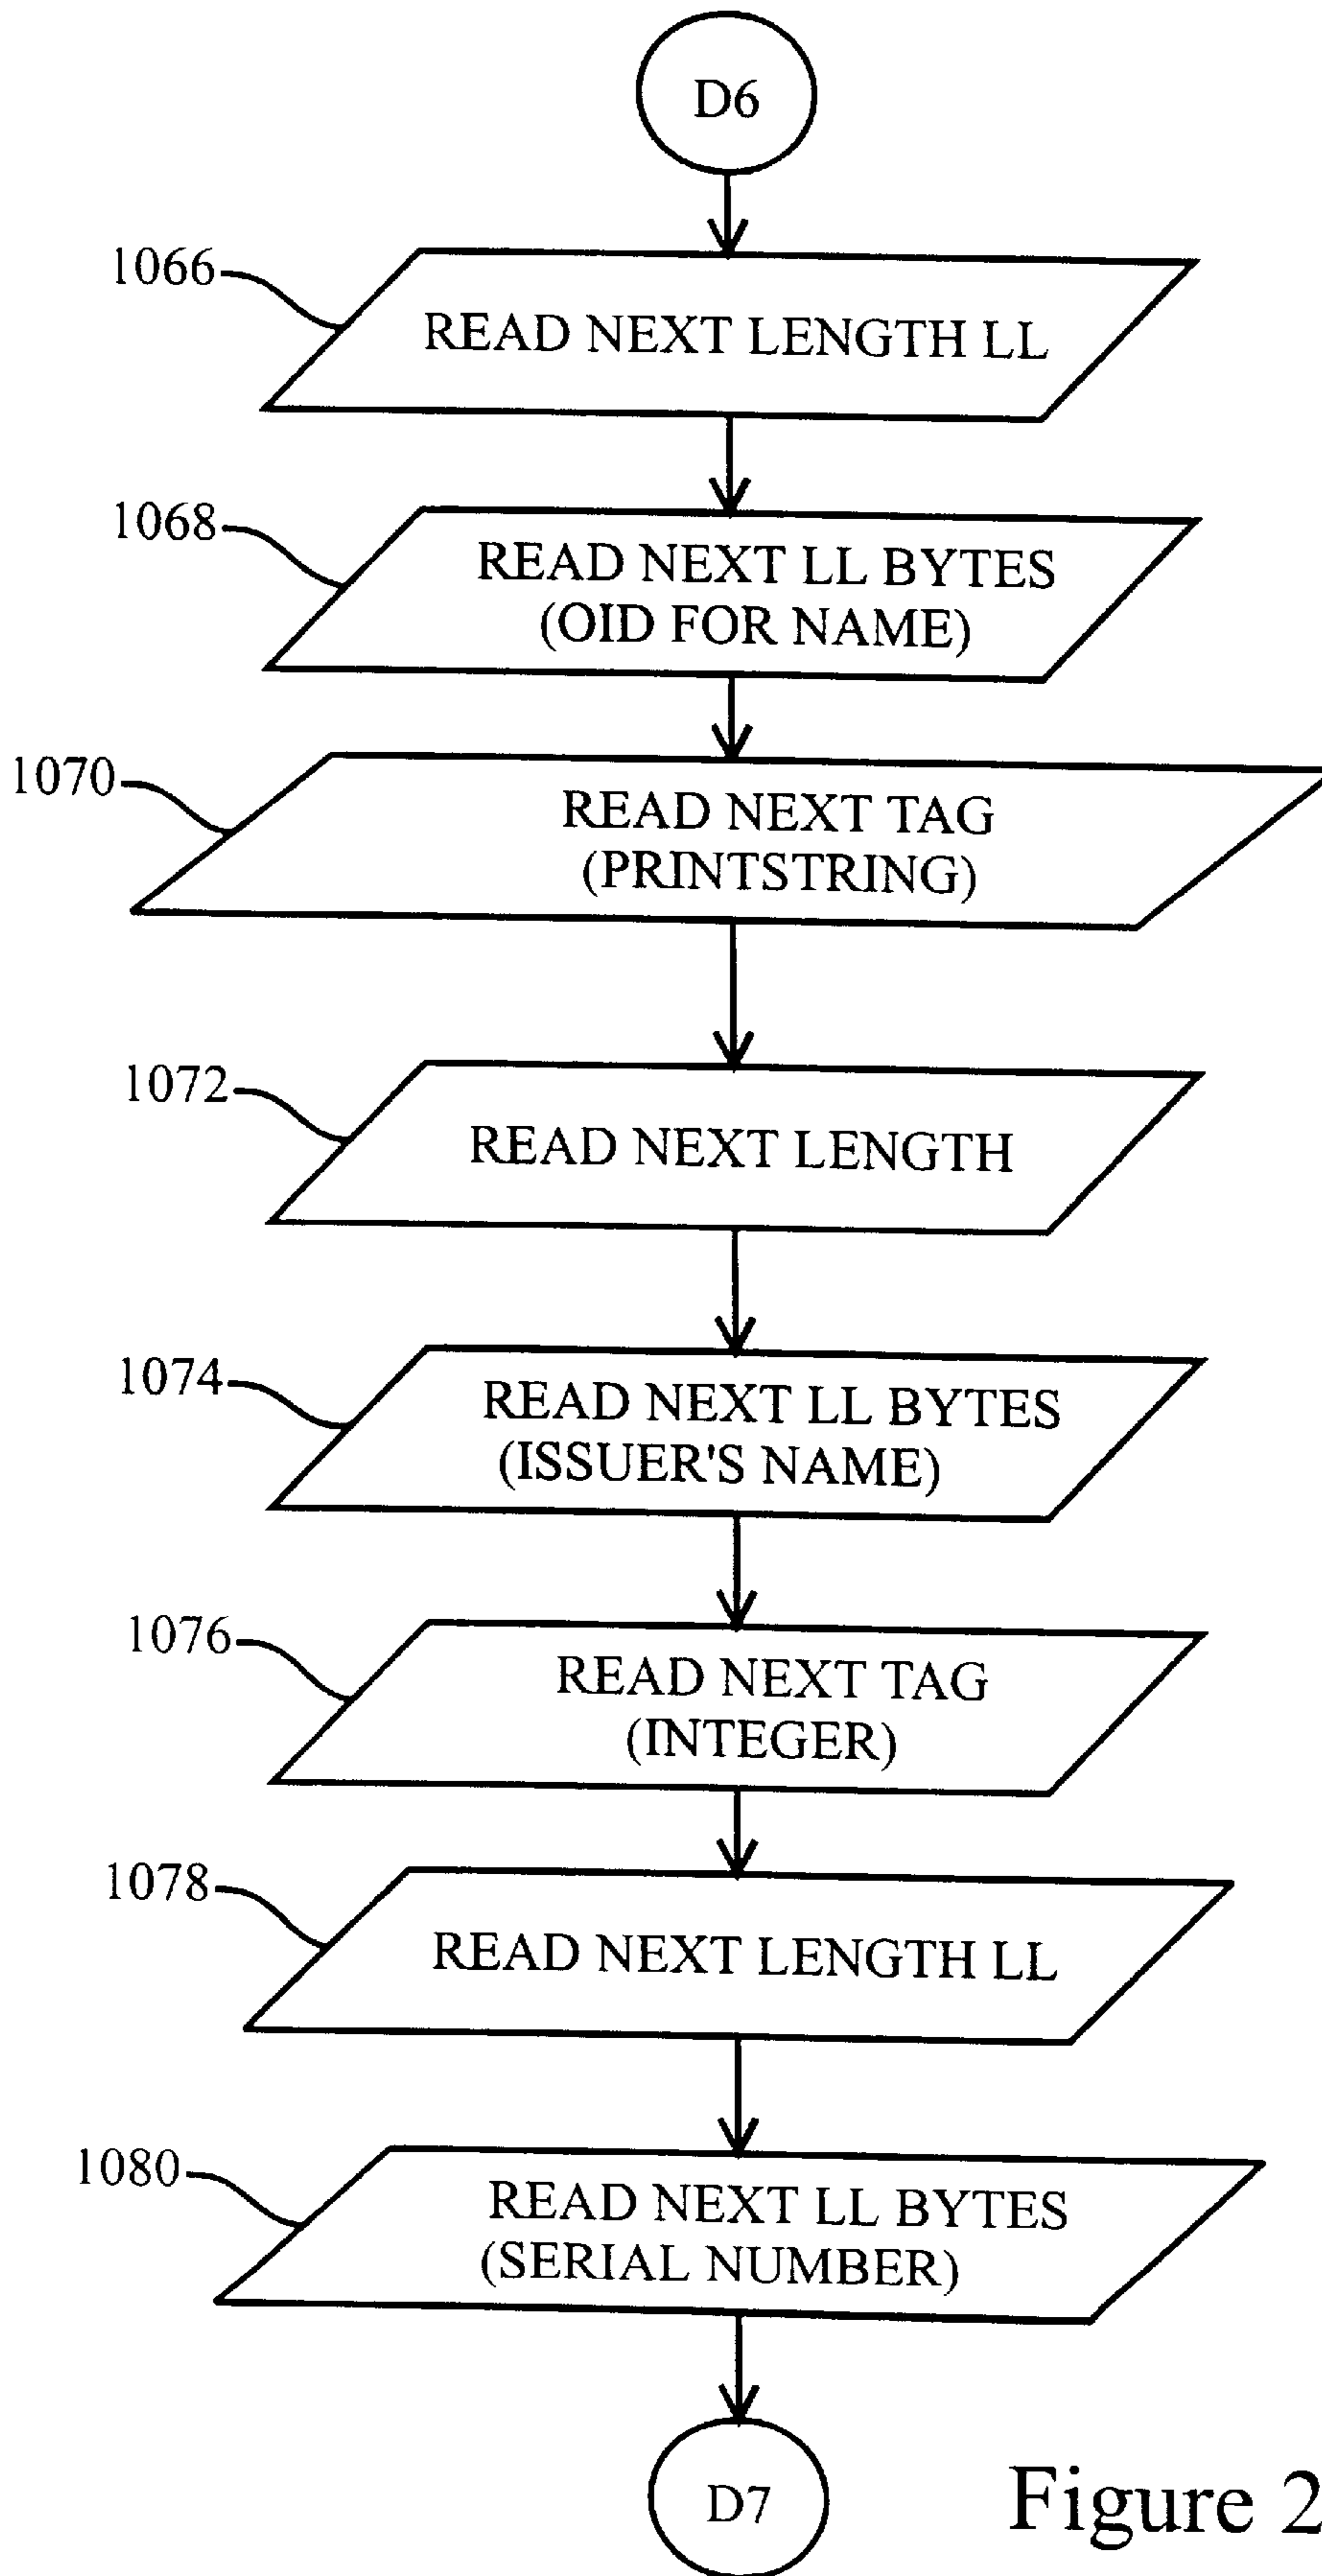 D6
1066
READ NEXT LENGTH LL
1068
READ NEXT LL BYTES
(OID FOR NAME)
1070
READ NEXT TAG
(PRINTSTRING)
1072
READ NEXT LENGTH
1074
READ NEXT LL BYTES
(ISSUER'S NAME)
1076
READ NEXT TAG
(INTEGER)
1078
READ NEXT LENGTH LL
1080
READ NEXT LL BYTES
(SERIAL NUMBER)
D7
Figure 2